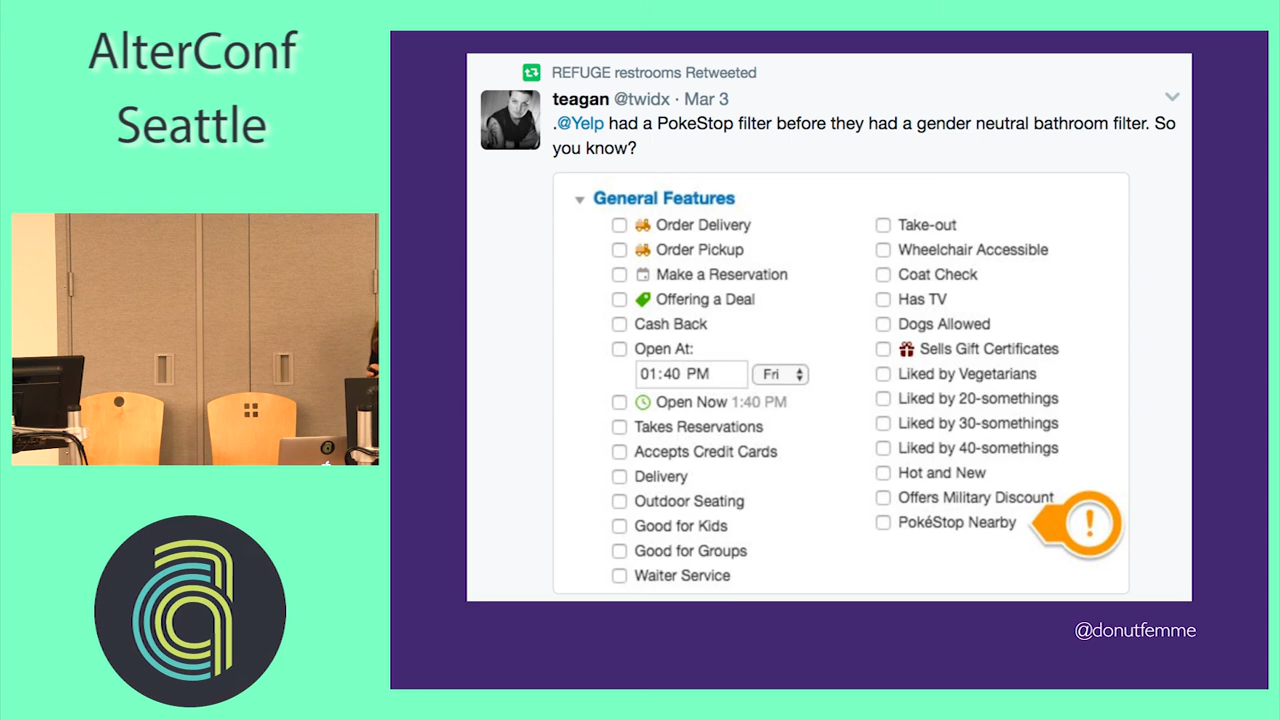 AlterConf
Seattle
REFUGE restrooms Retweeted
teagan @twidx · Mar 3
.@Yelp had a PokeStop filter before they had a gender neutral bathroom filter. So
you know?
General Features
Order Delivery
Order Pickup
Make a Reservation
Offering a Deal
Cash Back
Open At:
01:40 PM Fri
Open Now 1:40 PM
Takes Reservations
Accepts Credit Cards
Delivery
Outdoor Seating
Good for Kids
Good for Groups
Waiter Service
Take-out
Wheelchair Accessible
Coat Check
Has TV
Dogs Allowed
Sells Gift Certificates
Liked by Vegetarians
Liked by 20-somethings
Liked by 30-somethings
Liked by 40-somethings
Hot and New
Offers Military Discount
PokéStop Nearby
!
@donutfemme